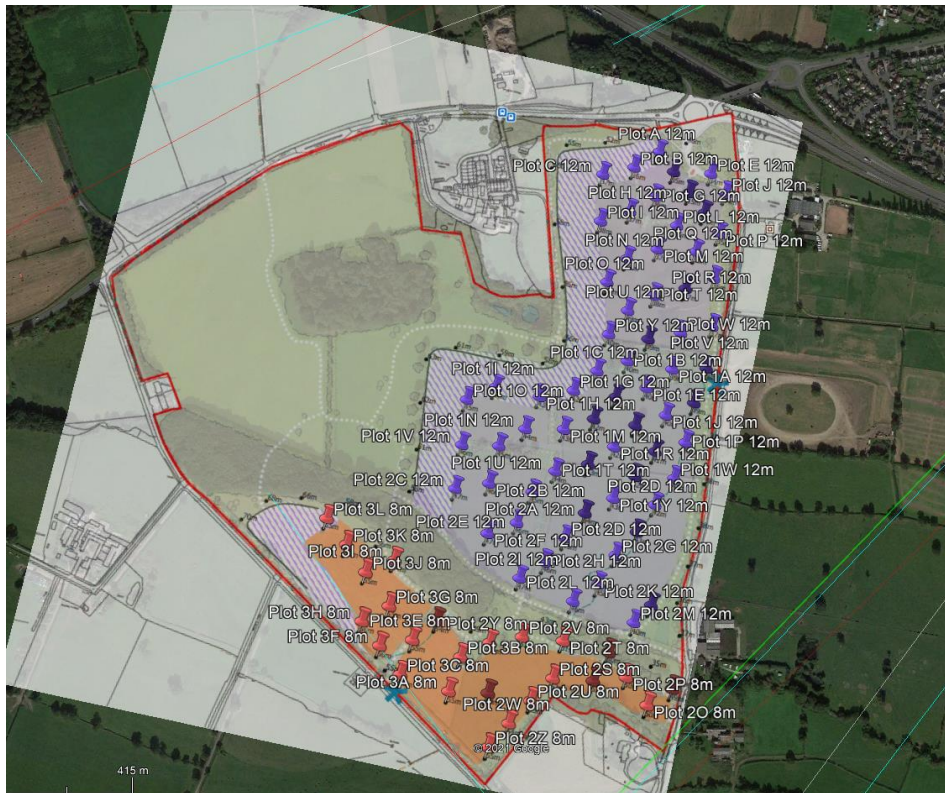 Plot A 12m
Plot C 12m
Plot B 12m
Plot E 12m
Plot H 12m
Plot G 12m
Plot J 12m
Plot I 12m
Plot L 12m
Plot N 12m
Plot Q 12m
Plot P 12m
Plot O 12m
Plot M 12m
Plot R 12m
Plot U 12m
Plot T 12m
Plot Y 12m
Plot W 12m
Plot V 12m
Plot 1C 12m
Plot 1B 12m
Plot 1I 12m
Plot 1G 12m
Plot 1A 12m
Plot 1O 12m
Plot 1H 12m
Plot 1E 12m
Plot 1N 12m
Plot 1J 12m
Plot 1V 12m
Plot 1M 12m
Plot 1P 12m
Plot 1U 12m
Plot 1R 12m
Plot 1T 12m
Plot 1W 12m
Plot 2C 12m
Plot 2B 12m
Plot 2D 12m
Plot 2A 12m
Plot 1Y 12m
Plot 2E 12m
Plot 2D 12m
Plot 2F 12m
Plot 2G 12m
Plot 2I 12m
Plot 2H 12m
Plot 2L 12m
Plot 2K 12m
Plot 2M 12m
Plot 3L 8m
Plot 3K 8m
Plot 3I 8m
Plot 3J 8m
Plot 3G 8m
Plot 3H 8m
Plot 3E 8m
Plot 2Y 8m
Plot 2V 8m
Plot 3F 8m
Plot 3B 8m
Plot 2T 8m
Plot 3C 8m
Plot 2S 8m
Plot 3A 8m
Plot 2U 8m
Plot 2P 8m
Plot 2W 8m
Plot 2O 8m
Plot 2Z 8m
© 2021 Google
415 m